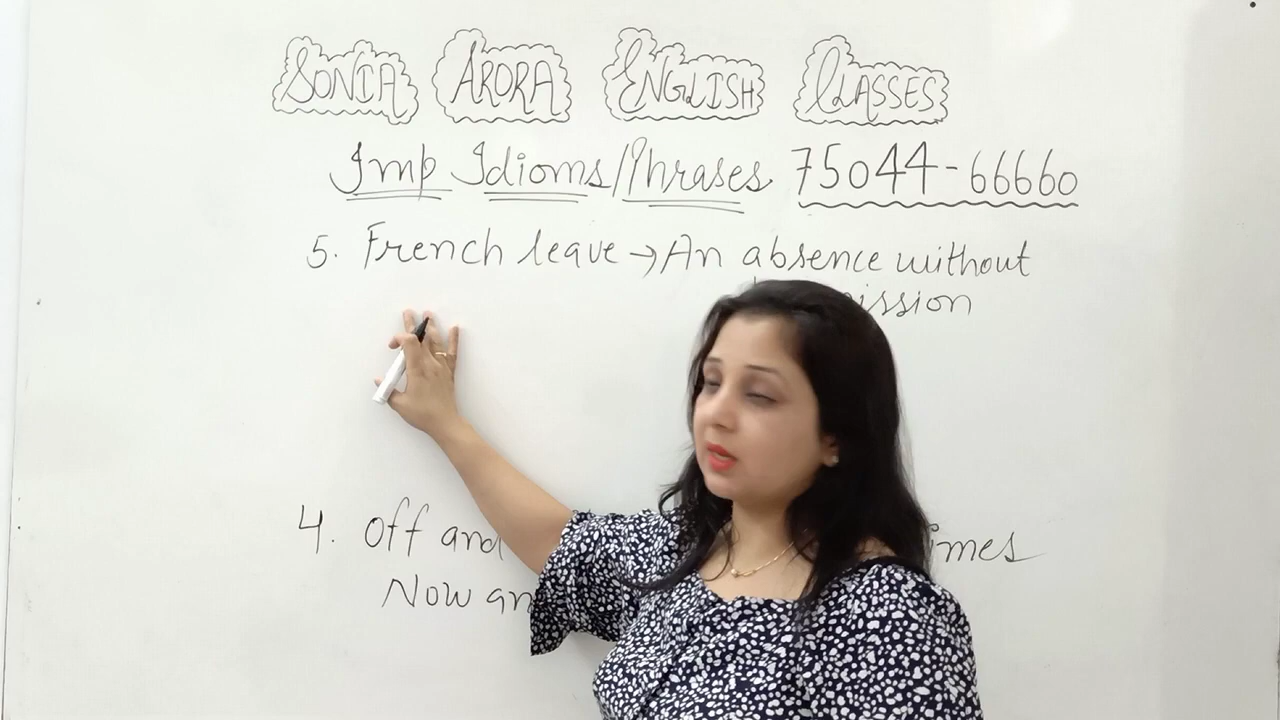 SONIA ARORA ENGLISH CLASSES
Imp Idioms/Phrases 75044-66660
5. French leave → An absence without
4. Off and
Now